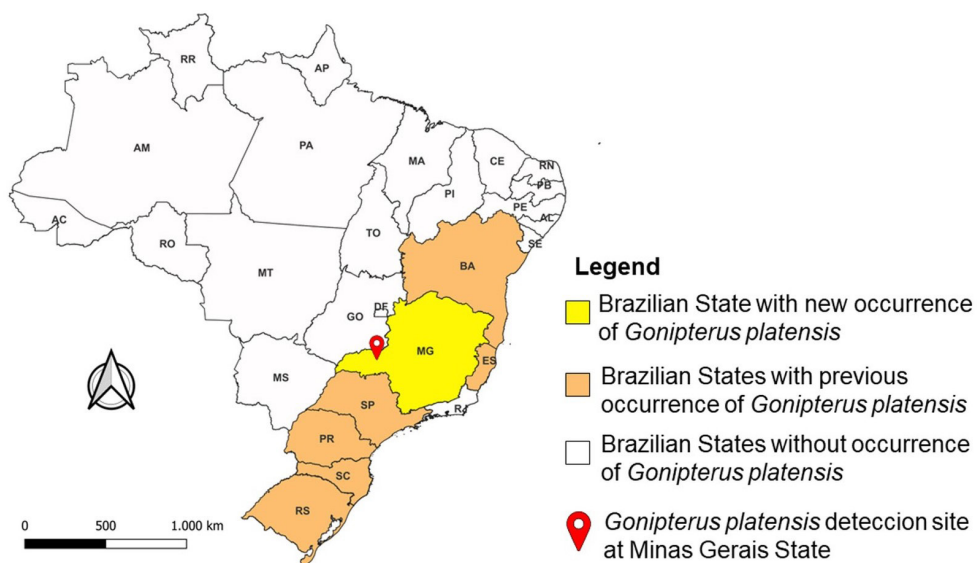 RR
AP
AM
PA
MA
CE
RN
PB
PI
PE
AL
AC
SE
RO
TO
BA
MT
DF
GO
MG
ES
MS
SP
RJ
PR
SC
RS
0 500 1.000 km
Legend
Brazilian State with new occurrence
of Gonipterus platensis
Brazilian States with previous
occurrence of Gonipterus platensis
Brazilian States without occurrence
of Gonipterus platensis
Gonipterus platensis deteccion site
at Minas Gerais State